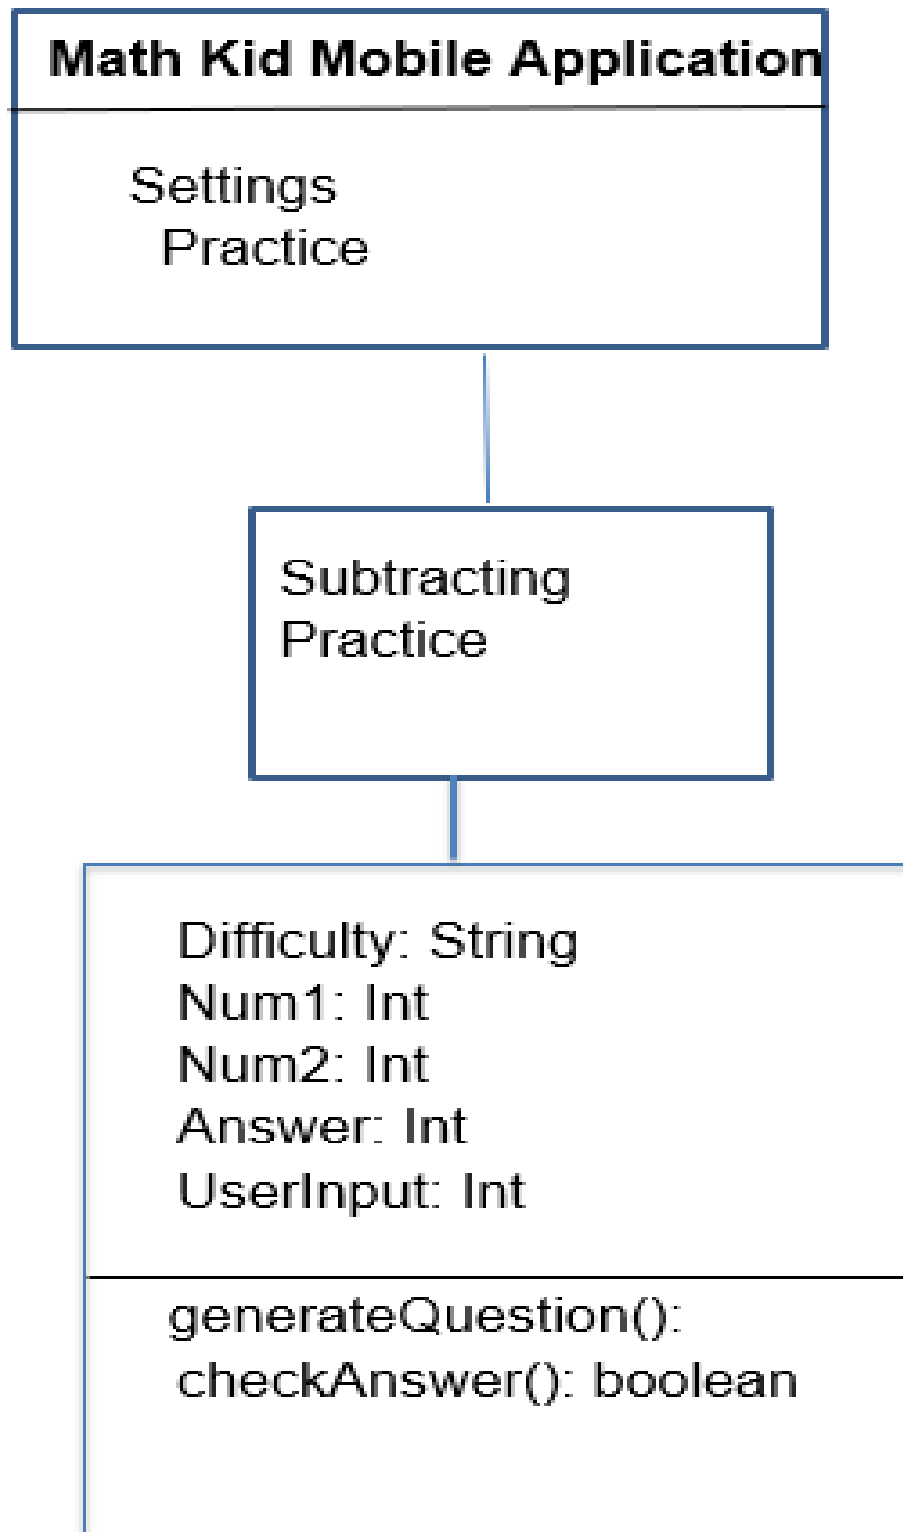 Math Kid Mobile Application
Settings
Practice
Subtracting
Practice
Difficulty: String
Num1: Int
Num2: Int
Answer: Int
UserInput: Int
generateQuestion():
checkAnswer(): boolean